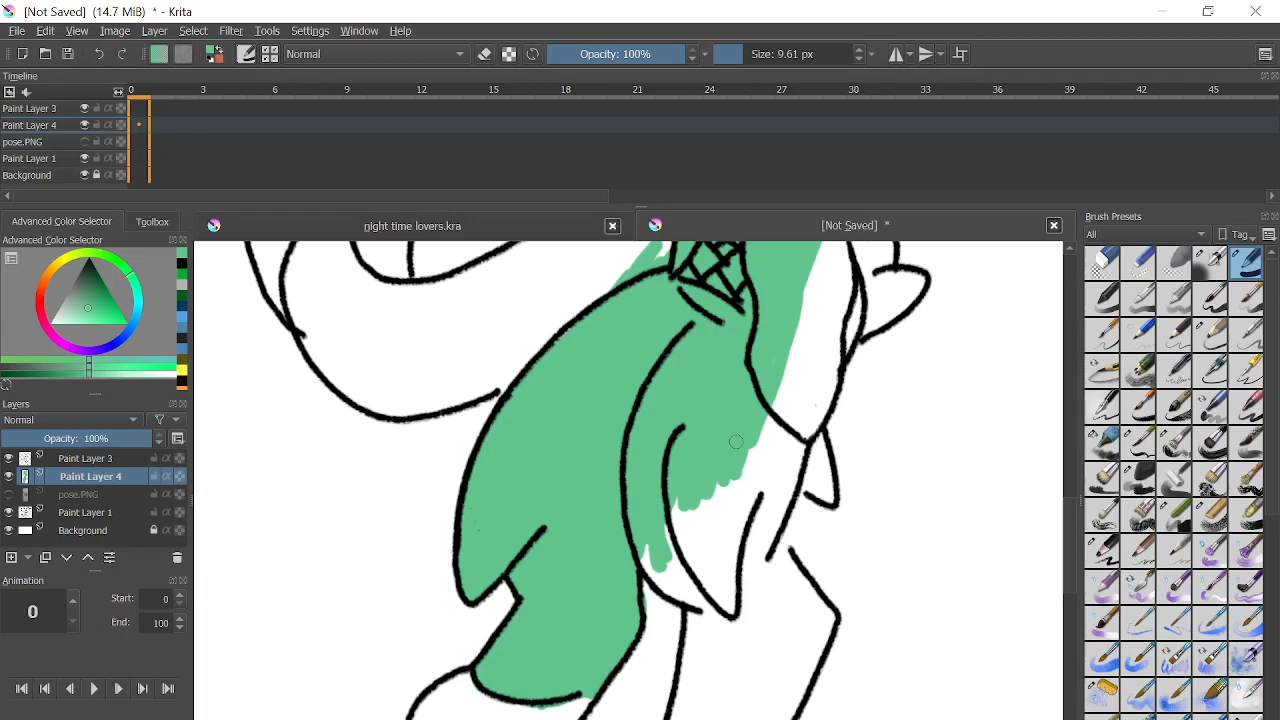 [Not Saved] (14.7 MiB) * - Krita
File Edit View Image Layer Select Filter Tools Settings Window Help
Normal Opacity: 100% Size: 9.61 px
Timeline
0 3 6 9 12 15 18 21 24 27 30 33 36 39 42 45
Paint Layer 3
Paint Layer 4
pose.PNG
Paint Layer 1
Background
Advanced Color Selector Toolbox
Advanced Color Selector
night time lovers.kra
[Not Saved] *
Brush Presets
All Tag
Layers
Normal
Opacity: 100%
Paint Layer 3
Paint Layer 4
pose.PNG
Paint Layer 1
Background
Animation
0
Start: 0
End: 100